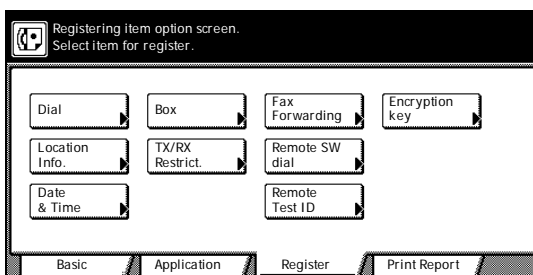 Registering item option screen.
Select item for register.
Dial
Box
Fax
Forwarding
Encryption
key
Location
Info.
TX/RX
Restrict.
Remote SW
dial
Date
& Time
Remote
Test ID
Basic
Application
Register
Print Report